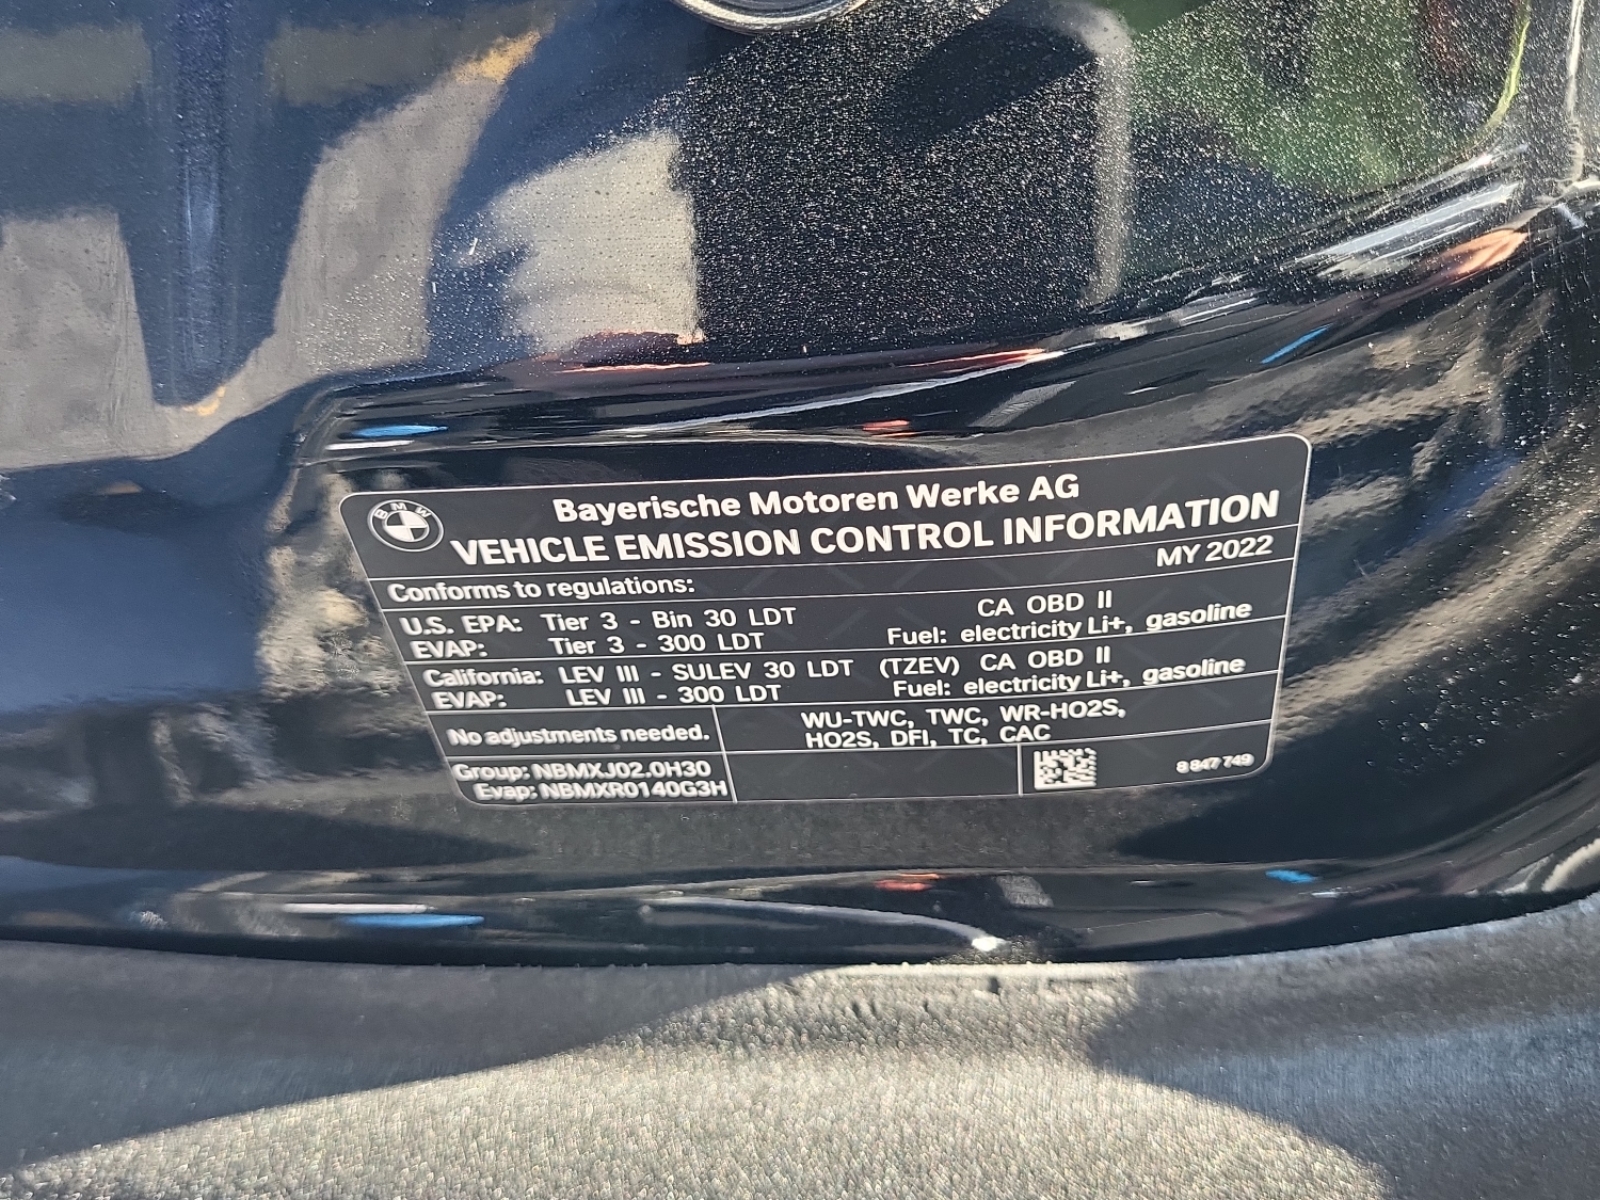 BMW
Bayerische Motoren Werke AG
VEHICLE EMISSION CONTROL INFORMATION
MY 2022
Conforms to regulations:
U.S. EPA: Tier 3 - Bin 30 LDT CA OBD II
EVAP: Tier 3 - 300 LDT Fuel: electricity Li+, gasoline
California: LEV III - SULEV 30 LDT (TZEV) CA OBD II
EVAP: LEV III - 300 LDT Fuel: electricity Li+, gasoline
No adjustments needed.
WU-TWC, TWC, WR-HO2S,
HO2S, DFI, TC, CAC
Group: NBMXJ02.0H30
Evap: NBMXR0140G3H
8 847 749